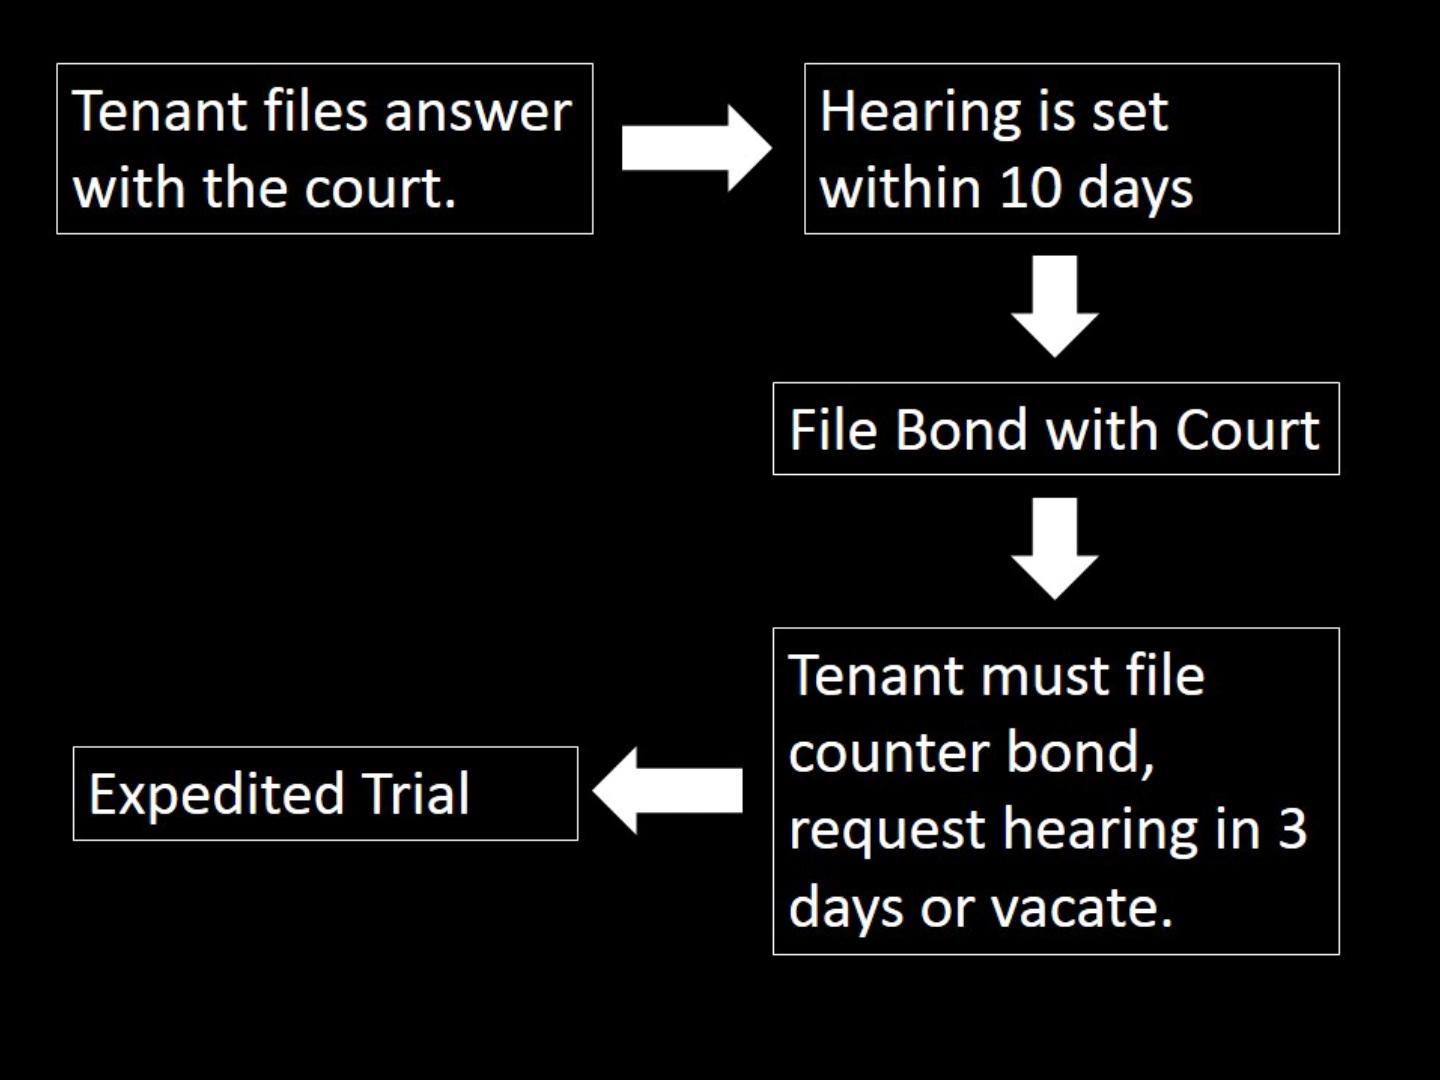 Tenant files answer
with the court.
Hearing is set
within 10 days
File Bond with Court
Tenant must file
counter bond,
request hearing in 3
days or vacate.
Expedited Trial